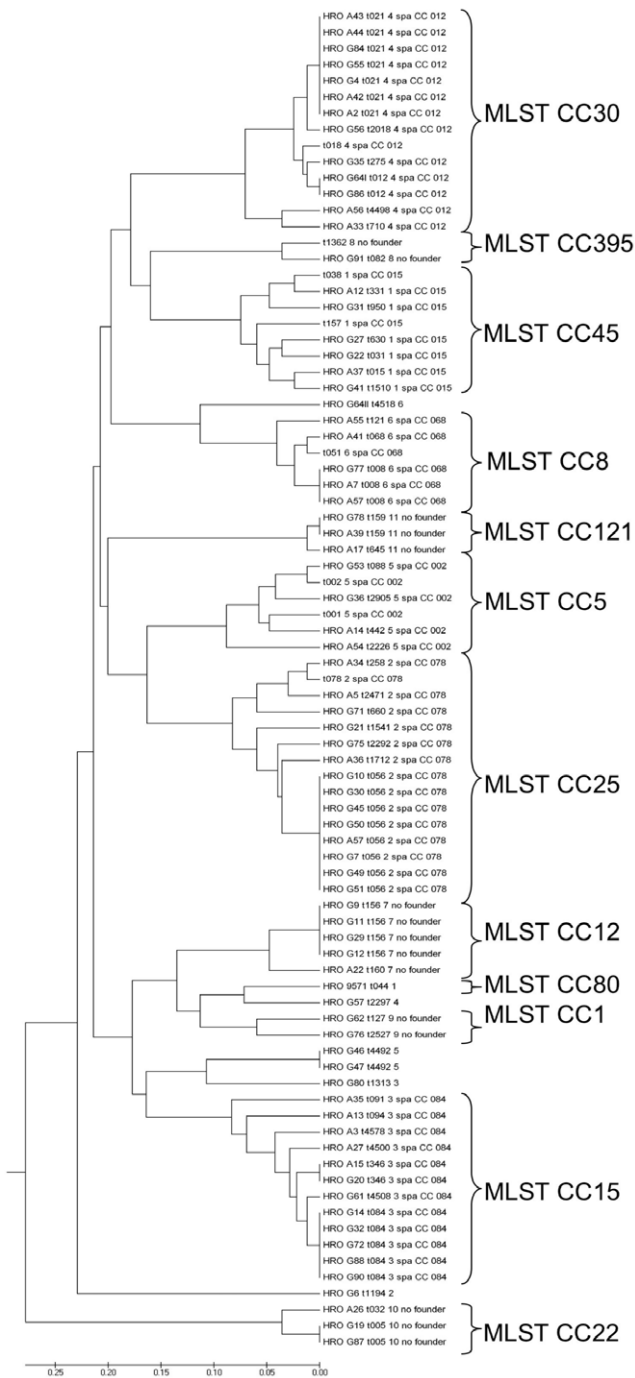 HRO A43 t021 4 spa CC 012
HRO A44 t021 4 spa CC 012
HRO G84 t021 4 spa CC 012
HRO G55 t021 4 spa CC 012
HRO G4 t021 4 spa CC 012
HRO A42 t021 4 spa CC 012
HRO A2 t021 4 spa CC 012
MLST CC30
HRO G56 t2018 4 spa CC 012
t018 4 spa CC 012
HRO G35 t275 4 spa CC 012
HRO G64I t012 4 spa CC 012
HRO G86 t012 4 spa CC 012
HRO A56 t4498 4 spa CC 012
HRO A33 t710 4 spa CC 012
t1362 8 no founder
MLST CC395
HRO G91 t082 8 no founder
t038 1 spa CC 015
HRO A12 t331 1 spa CC 015
HRO G31 t950 1 spa CC 015
t157 1 spa CC 015
MLST CC45
HRO G27 t630 1 spa CC 015
HRO G22 t031 1 spa CC 015
HRO A37 t015 1 spa CC 015
HRO G41 t1510 1 spa CC 015
HRO G64II t4518 6
HRO A55 t121 6 spa CC 068
HRO A41 t068 6 spa CC 068
t051 6 spa CC 068
MLST CC8
HRO G77 t008 6 spa CC 068
HRO A7 t008 6 spa CC 068
HRO A57 t008 6 spa CC 068
HRO G78 t159 11 no founder
HRO A39 t159 11 no founder
MLST CC121
HRO A17 t645 11 no founder
HRO G53 t088 5 spa CC 002
t002 5 spa CC 002
HRO G36 t2905 5 spa CC 002
MLST CC5
t001 5 spa CC 002
HRO A14 t442 5 spa CC 002
HRO A54 t2226 5 spa CC 002
HRO A34 t258 2 spa CC 078
t078 2 spa CC 078
HRO A5 t2471 2 spa CC 078
HRO G71 t660 2 spa CC 078
HRO G21 t1541 2 spa CC 078
HRO G75 t2292 2 spa CC 078
HRO A36 t1712 2 spa CC 078
HRO G10 t056 2 spa CC 078
MLST CC25
HRO G30 t056 2 spa CC 078
HRO G45 t056 2 spa CC 078
HRO G50 t056 2 spa CC 078
HRO A57 t056 2 spa CC 078
HRO G7 t056 2 spa CC 078
HRO G49 t056 2 spa CC 078
HRO G51 t056 2 spa CC 078
HRO G9 t156 7 no founder
HRO G11 t156 7 no founder
MLST CC12
HRO G29 t156 7 no founder
HRO G12 t156 7 no founder
HRO A22 t160 7 no founder
HRO 9571 t044 1
MLST CC80
HRO G57 t2297 4
MLST CC1
HRO G62 t127 9 no founder
HRO G76 t2527 9 no founder
HRO G46 t4492 5
HRO G47 t4492 5
HRO G80 t1313 3
HRO A35 t091 3 spa CC 084
HRO A13 t094 3 spa CC 084
HRO A3 t4578 3 spa CC 084
HRO A27 t4500 3 spa CC 084
HRO A15 t346 3 spa CC 084
HRO G20 t346 3 spa CC 084
MLST CC15
HRO G61 t4508 3 spa CC 084
HRO G14 t084 3 spa CC 084
HRO G32 t084 3 spa CC 084
HRO G72 t084 3 spa CC 084
HRO G88 t084 3 spa CC 084
HRO G90 t084 3 spa CC 084
HRO G6 t1194 2
HRO A26 t032 10 no founder
HRO G19 t005 10 no founder
MLST CC22
HRO G87 t005 10 no founder
0.25 0.20 0.15 0.10 0.05 0.00